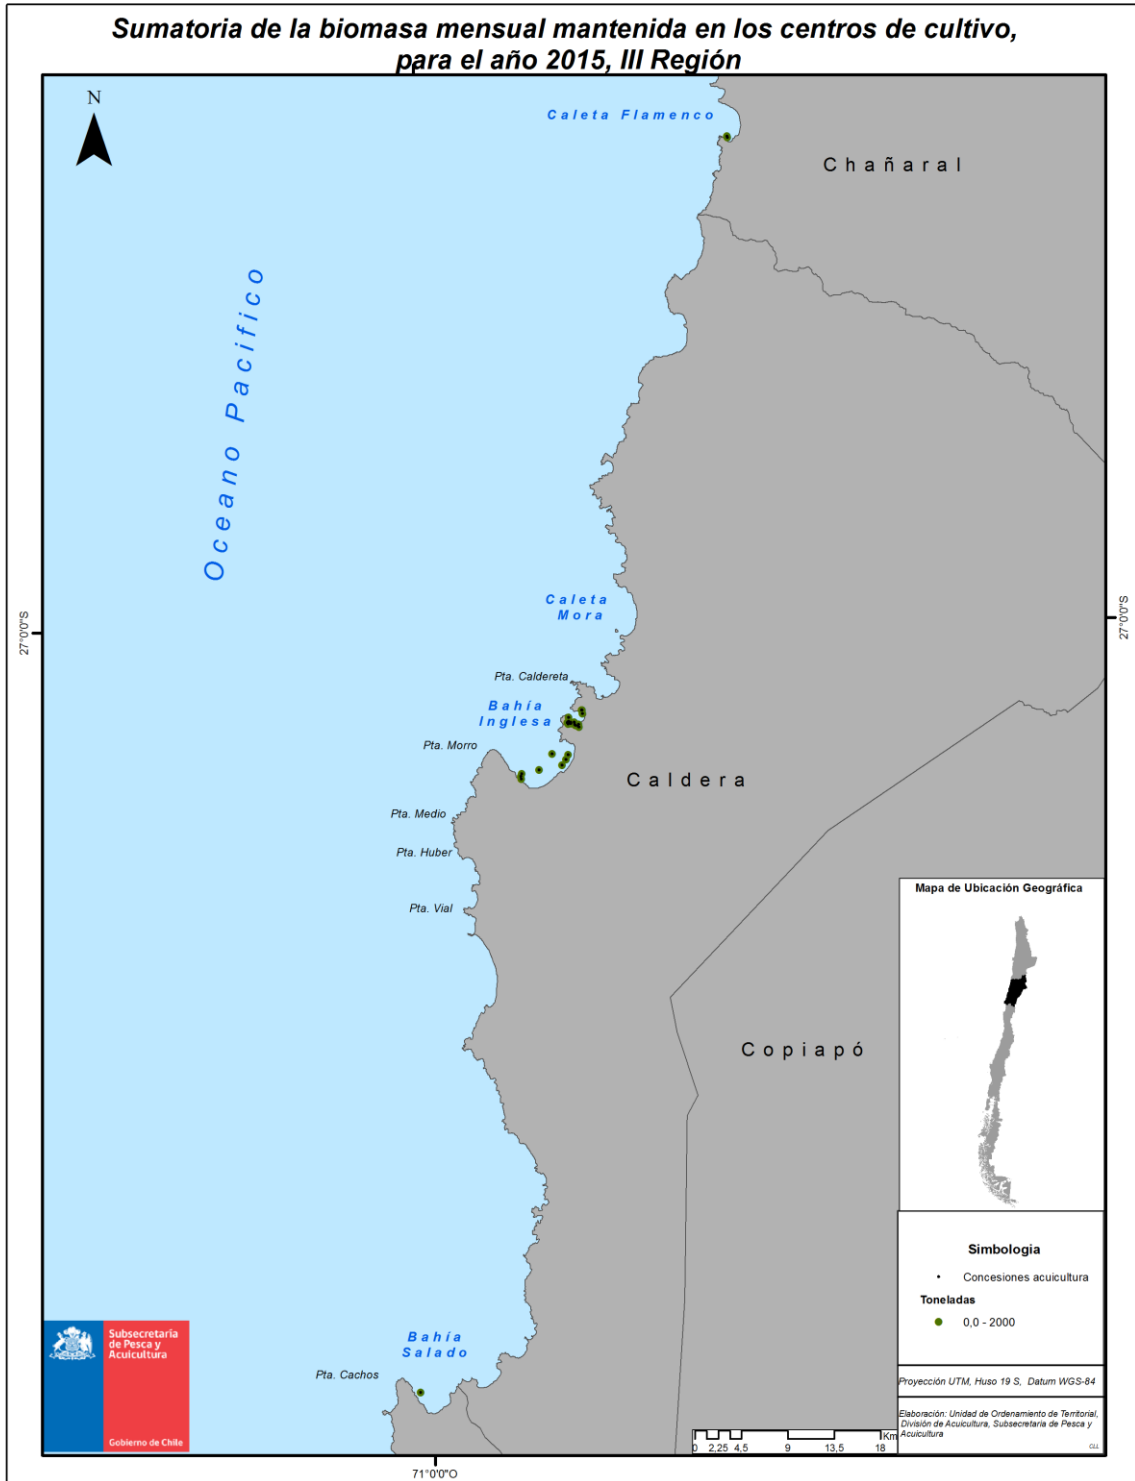 Sumatoria de la biomasa mensual mantenida en los centros de cultivo,
para el año 2015, III Región
N
Caleta Flamenco
Chañaral
Oceano Pacifico
Caleta
Mora
27°0'0"S
27°0'0"S
Pta. Caldereta
Bahía
Inglesa
Pta. Morro
Caldera
Pta. Medio
Pta. Huber
Pta. Vial
Mapa de Ubicación Geográfica
Copiapó
Simbologia
Concesiones acuicultura
Toneladas
0,0 - 2000
Subsecretaria
de Pesca y
Acuicultura
Gobierno de Chile
Bahía
Salado
Pta. Cachos
Proyección UTM, Huso 19 S, Datum WGS-84
Elaboración: Unidad de Ordenamiento de Territorial,
División de Acuicultura, Subsecretaria de Pesca y
Acuicultura
Km
0 2,25 4,5 9 13,5 18
71°0'0"O